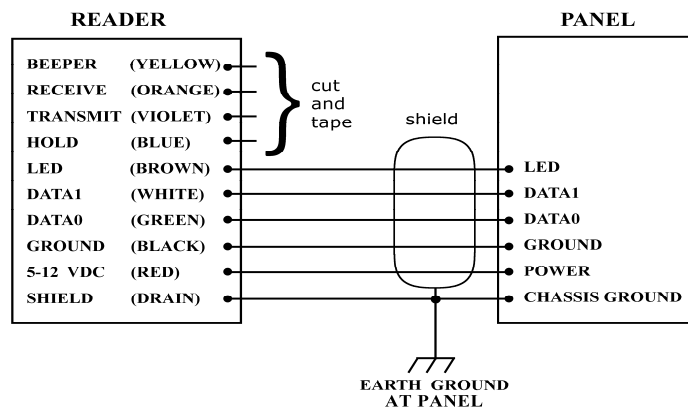 READER
PANEL
BEEPER (YELLOW)
RECEIVE (ORANGE)
TRANSMIT (VIOLET)
HOLD (BLUE)
LED (BROWN)
DATA1 (WHITE)
DATA0 (GREEN)
GROUND (BLACK)
5-12 VDC (RED)
SHIELD (DRAIN)
cut
and
tape
shield
LED
DATA1
DATA0
GROUND
POWER
CHASSIS GROUND
EARTH GROUND
AT PANEL